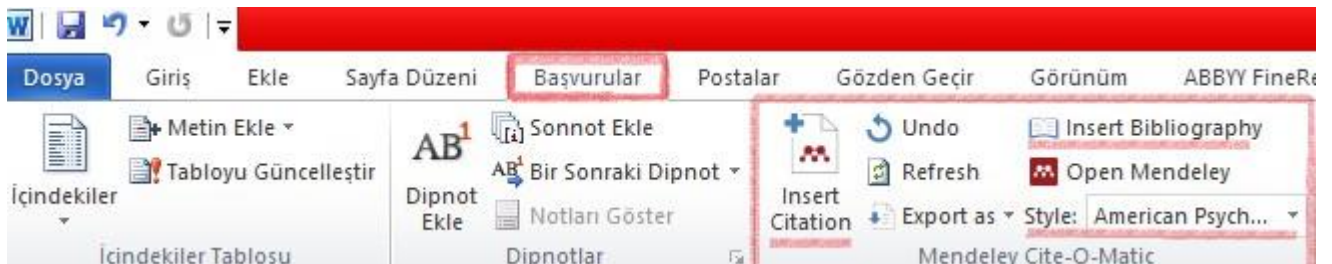 W
Dosya Giriş Ekle Sayfa Düzeni Başvurular Postalar Gözden Geçir Görünüm ABBYY FineRe
İçindekiler
Metin Ekle
Tabloyu Güncelleştir
İçindekiler Tablosu
AB1
Dipnot
Ekle
Sonnot Ekle
AB Bir Sonraki Dipnot
Notları Göster
Dipnotlar
Insert
Citation
Undo
Refresh
Export as
Insert Bibliography
Open Mendeley
Style: American Psych...
Mendeley Cite-O-Matic